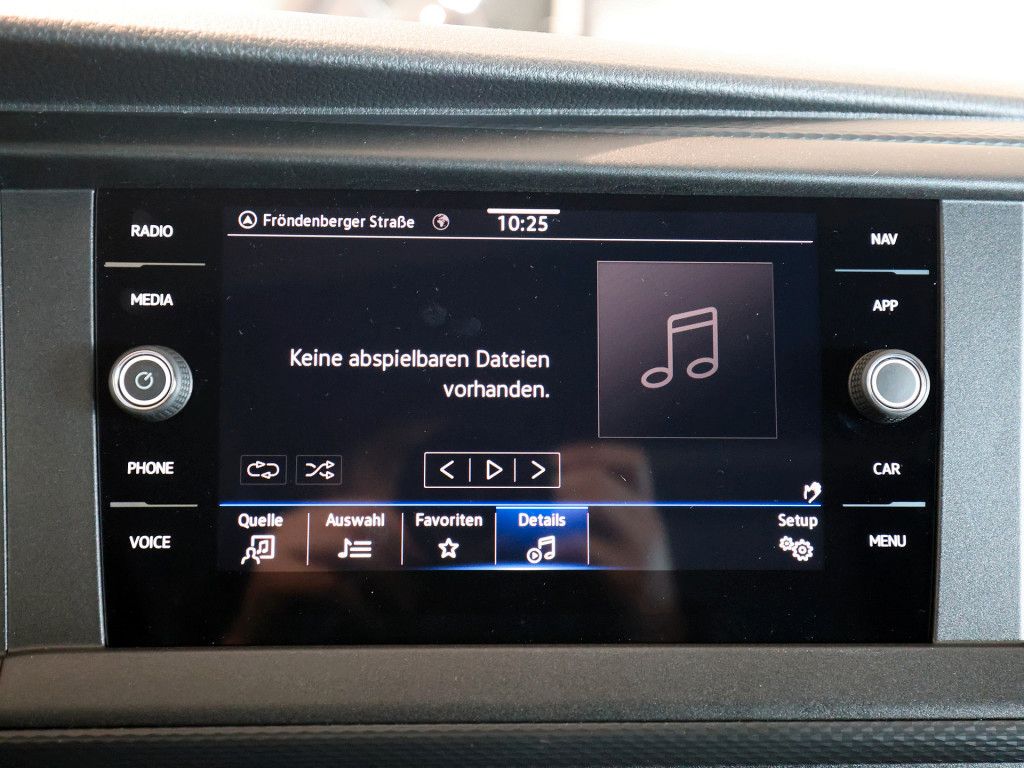 RADIO
MEDIA
PHONE
VOICE
Fröndenberger Straße
10:25
Keine abspielbaren Dateien
vorhanden.
Quelle
Auswahl
Favoriten
Details
Setup
NAV
APP
CAR
MENU